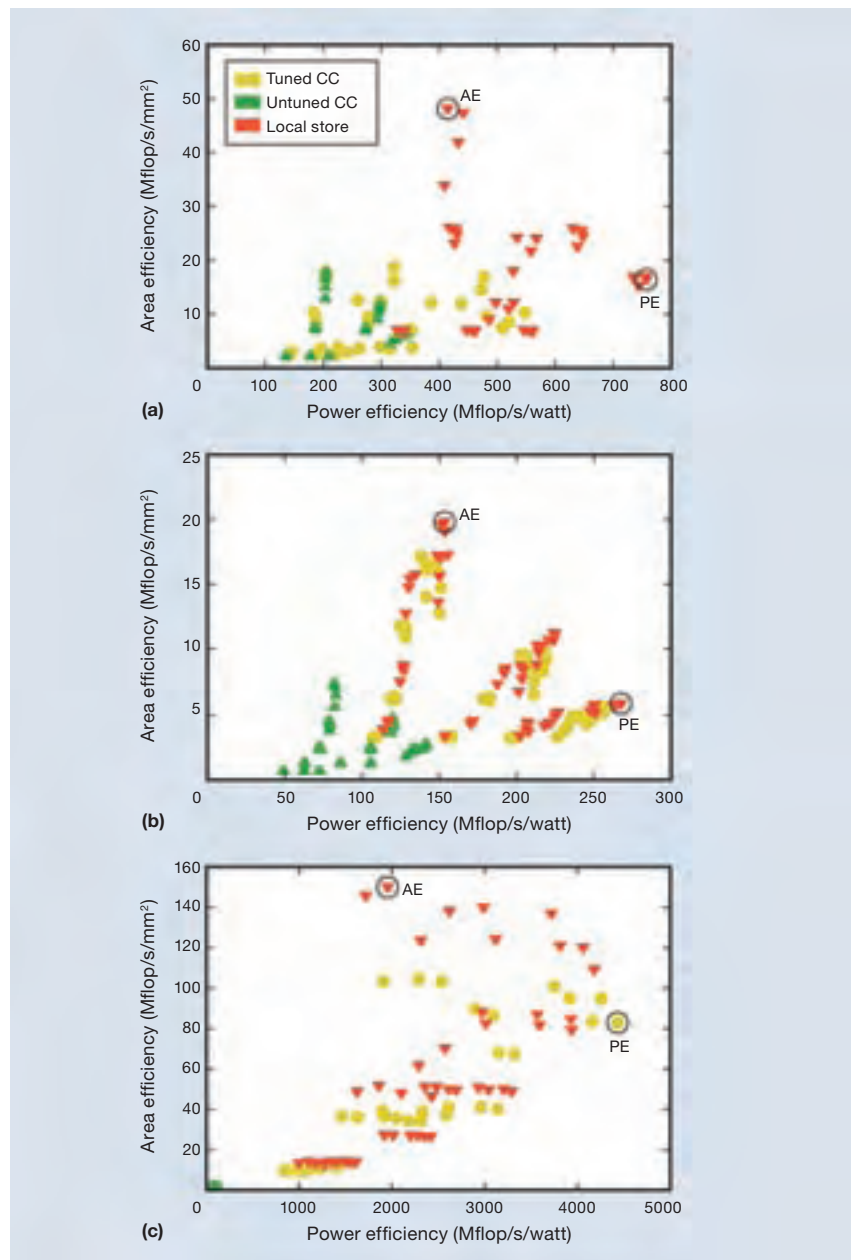 60
50
40
30
20
10
Area efficiency (Mflop/s/mm²)
Tuned CC
Untuned CC
Local store
AE
PE
0 100 200 300 400 500 600 700 800
(a)
Power efficiency (Mflop/s/watt)
25
20
15
10
5
Area efficiency (Mflop/s/mm²)
AE
PE
0 50 100 150 200 250 300
(b)
Power efficiency (Mflop/s/watt)
160
140
120
100
80
60
40
20
Area efficiency (Mflop/s/mm²)
AE
PE
1000 2000 3000 4000 5000
(c)
Power efficiency (Mflop/s/watt)